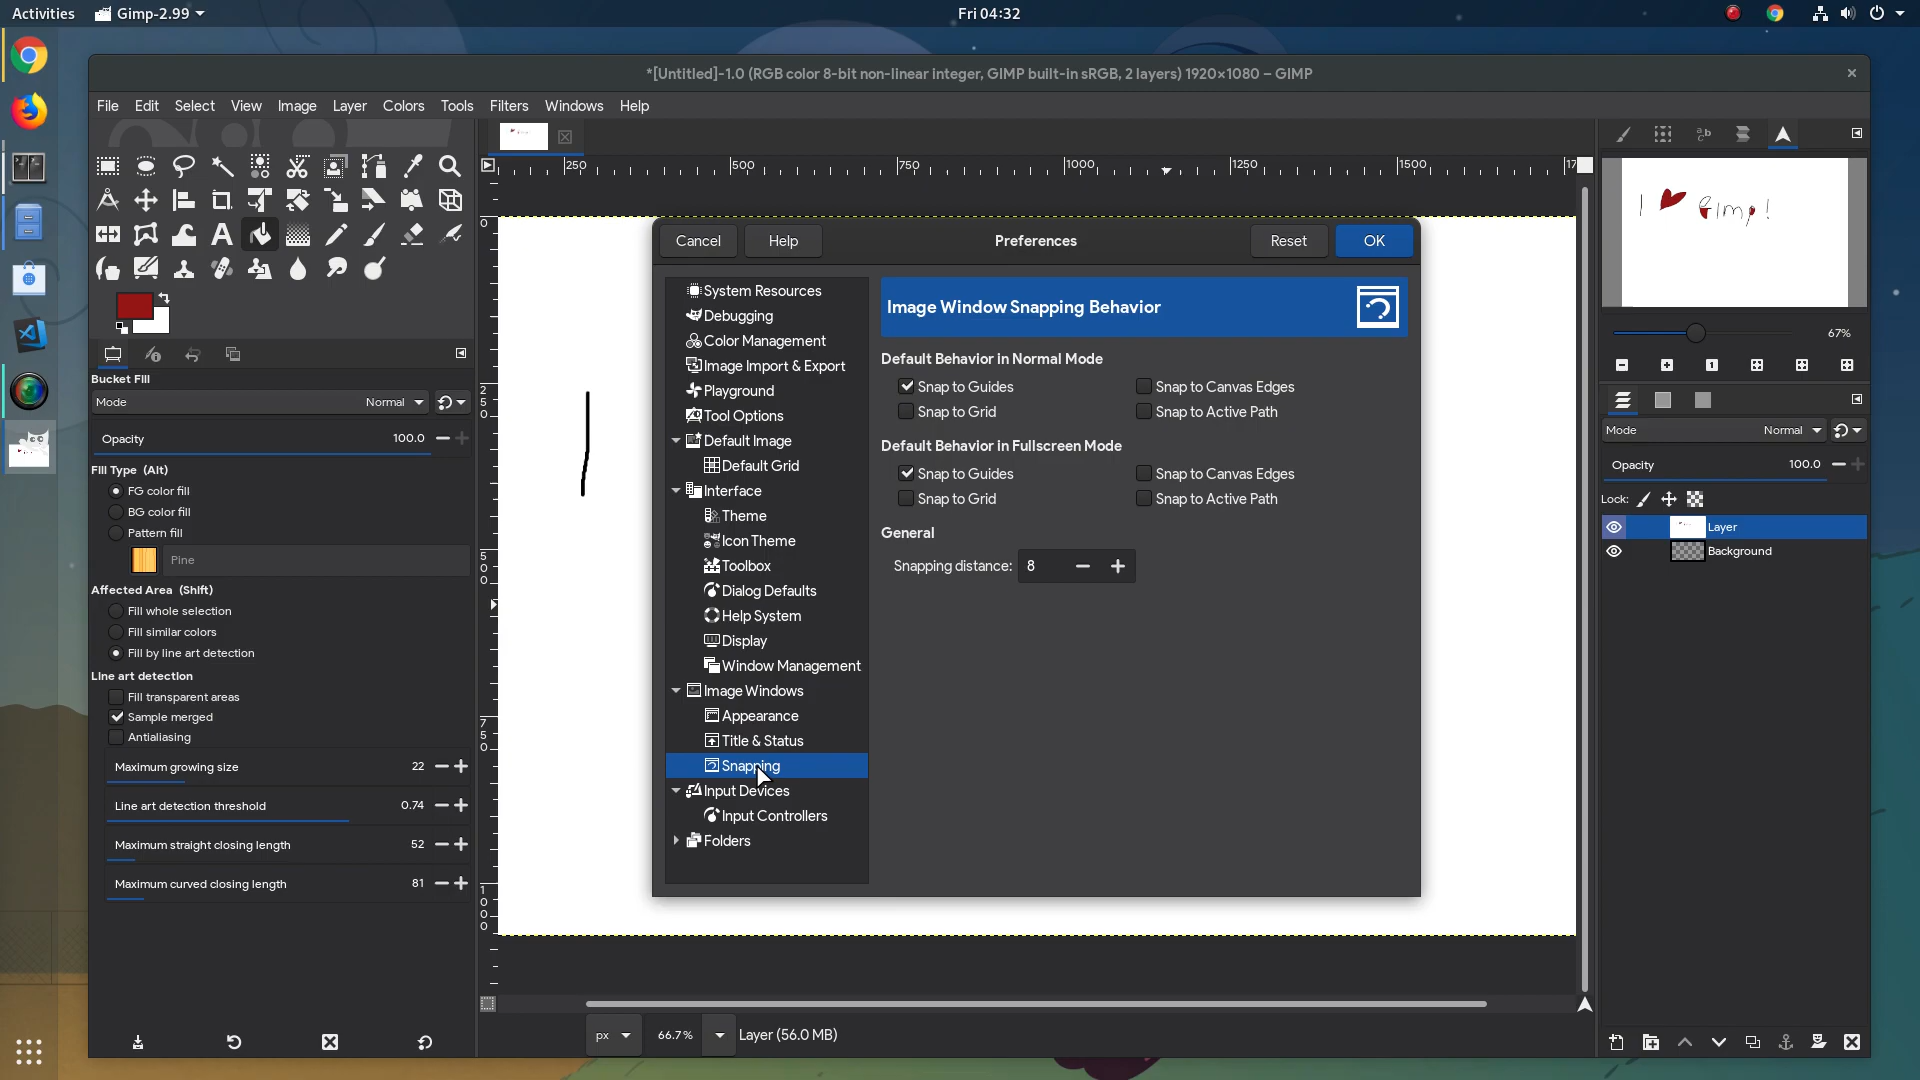 Activities
Gimp-2.99
Fri 04:32
*[Untitled]-1.0 (RGB color 8-bit non-linear integer, GIMP built-in sRGB, 2 layers) 1920×1080 – GIMP
File Edit Select View Image Layer Colors Tools Filters Windows Help
Bucket Fill
Mode Normal
Opacity 100.0
Fill Type (Alt)
FG color fill
BG color fill
Pattern fill
Pine
Affected Area (Shift)
Fill whole selection
Fill similar colors
Fill by line art detection
Line art detection
Fill transparent areas
Sample merged
Antialiasing
Maximum growing size 22
Line art detection threshold 0.74
Maximum straight closing length 52
Maximum curved closing length 81
250 500 750 1000 1250 1500 17
0
250
500
750
1000
Cancel Help Preferences Reset OK
System Resources
Debugging
Color Management
Image Import & Export
Playground
Tool Options
Default Image
Default Grid
Interface
Theme
Icon Theme
Toolbox
Dialog Defaults
Help System
Display
Window Management
Image Windows
Appearance
Title & Status
Snapping
Input Devices
Input Controllers
Folders
Image Window Snapping Behavior
Default Behavior in Normal Mode
Snap to Guides Snap to Canvas Edges
Snap to Grid Snap to Active Path
Default Behavior in Fullscreen Mode
Snap to Guides Snap to Canvas Edges
Snap to Grid Snap to Active Path
General
Snapping distance: 8
px 66.7% Layer (56.0 MB)
I ❤ Gimp!
67%
Mode Normal
Opacity 100.0
Lock:
Layer
Background